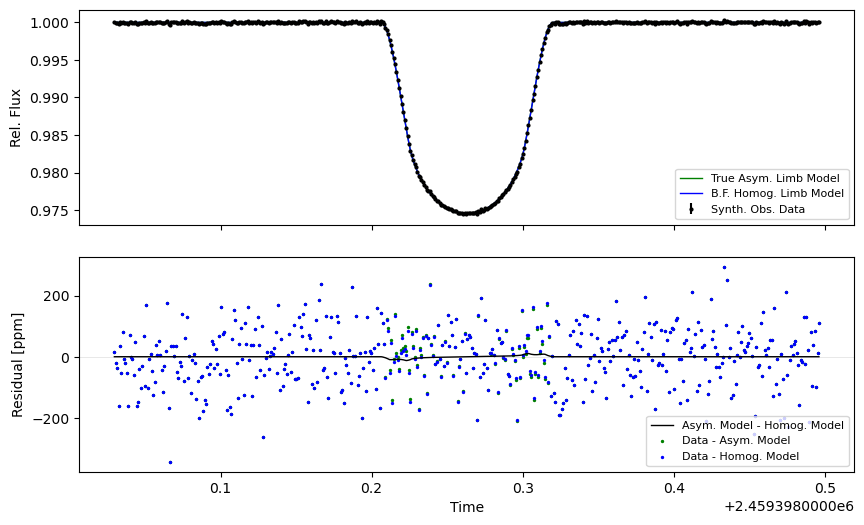 1.000
0.995
0.990
0.985
0.980
0.975
Rel. Flux
True Asym. Limb Model
B.F. Homog. Limb Model
Synth. Obs. Data
200
0
−200
Residual [ppm]
Asym. Model - Homog. Model
Data - Asym. Model
Data - Homog. Model
0.1
0.2
0.3
0.4
0.5
Time
+2.4593980000e6